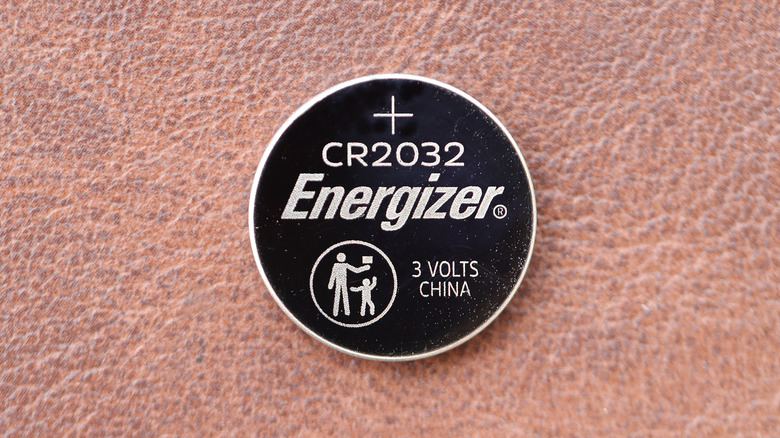 +
CR2032
Energizer®
3 VOLTS
CHINA